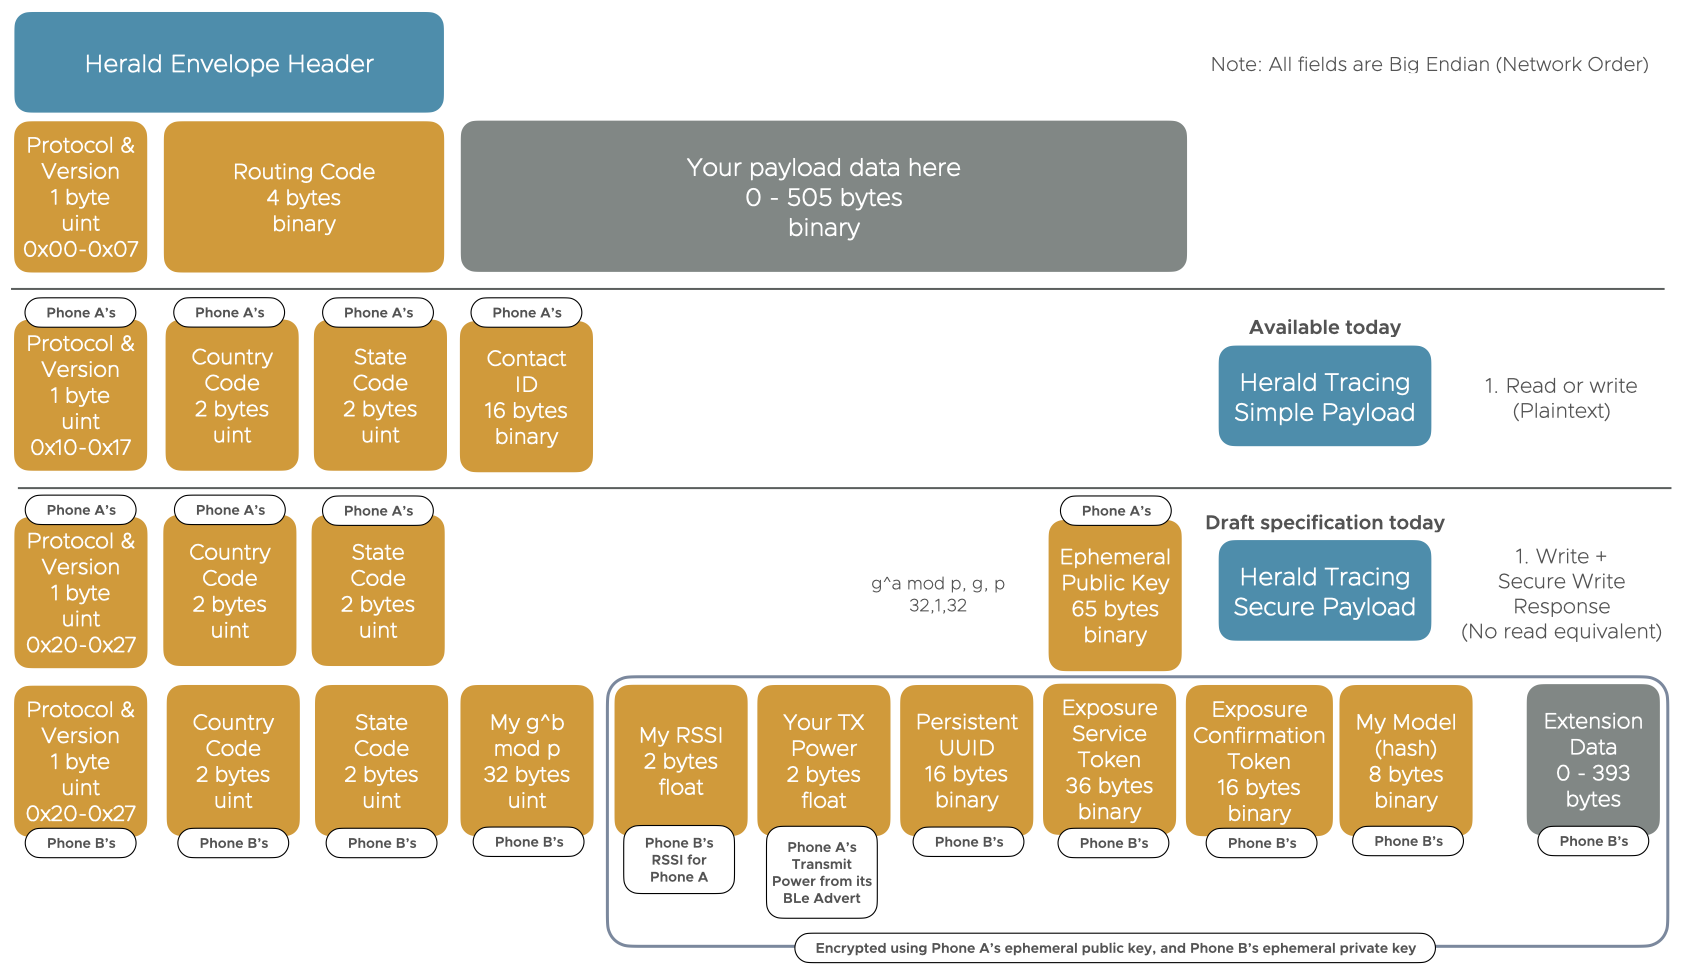 Herald Envelope Header
Note: All fields are Big Endian (Network Order)
Protocol &
Version
1 byte
uint
0x00-0x07
Routing Code
4 bytes
binary
Your payload data here
0 - 505 bytes
binary
Phone A's
Protocol &
Version
1 byte
uint
0x10-0x17
Phone A's
Country
Code
2 bytes
uint
Phone A's
State
Code
2 bytes
uint
Phone A's
Contact
ID
16 bytes
binary
Available today
Herald Tracing
Simple Payload
1. Read or write
(Plaintext)
Phone A's
Protocol &
Version
1 byte
uint
0x20-0x27
Phone A's
Country
Code
2 bytes
uint
Phone A's
State
Code
2 bytes
uint
g^a mod p, g, p
32,1,32
Phone A's
Ephemeral
Public Key
65 bytes
binary
Draft specification today
Herald Tracing
Secure Payload
1. Write +
Secure Write
Response
(No read equivalent)
Protocol &
Version
1 byte
uint
0x20-0x27
Phone B's
Country
Code
2 bytes
uint
Phone B's
State
Code
2 bytes
uint
Phone B's
My g^b
mod p
32 bytes
uint
Phone B's
My RSSI
2 bytes
float
Phone B's
RSSI for
Phone A
Your TX
Power
2 bytes
float
Phone A's
Transmit
Power from its
BLe Advert
Persistent
UUID
16 bytes
binary
Phone B's
Exposure
Service
Token
36 bytes
binary
Phone B's
Exposure
Confirmation
Token
16 bytes
binary
Phone B's
My Model
(hash)
8 bytes
binary
Phone B's
Extension
Data
0 - 393
bytes
Phone B's
Encrypted using Phone A's ephemeral public key, and Phone B's ephemeral private key